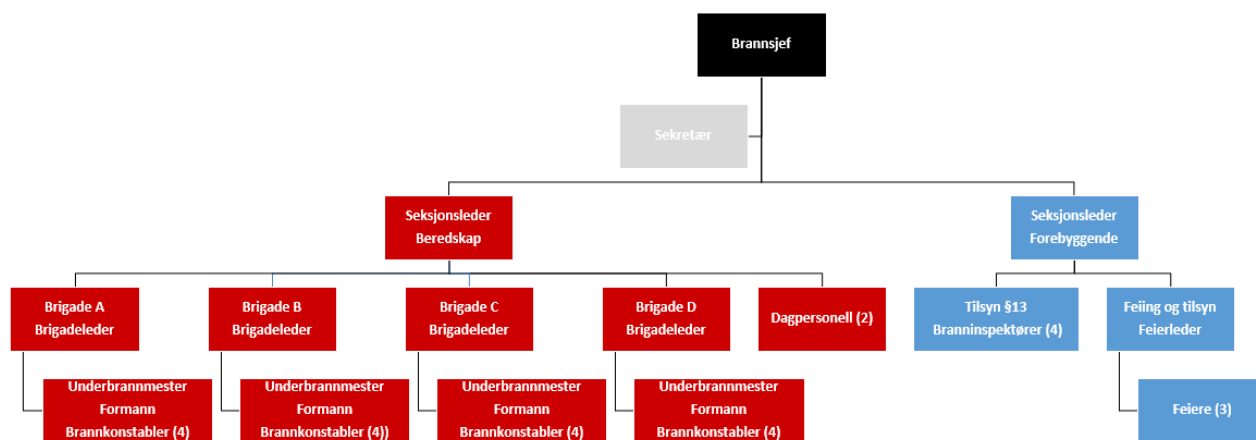 Brannsjef
Sekretær
Seksjonsleder
Beredskap
Seksjonsleder
Forebyggende
Brigade A
Brigadeleder
Brigade B
Brigadeleder
Brigade C
Brigadeleder
Brigade D
Brigadeleder
Dagpersonell (2)
Tilsyn §13
Branninspektører (4)
Feiing og tilsyn
Feierleder
Underbrannmester
Formann
Brannkonstabler (4)
Underbrannmester
Formann
Brannkonstabler (4))
Underbrannmester
Formann
Brannkonstabler (4)
Underbrannmester
Formann
Brannkonstabler (4)
Feiere (3)